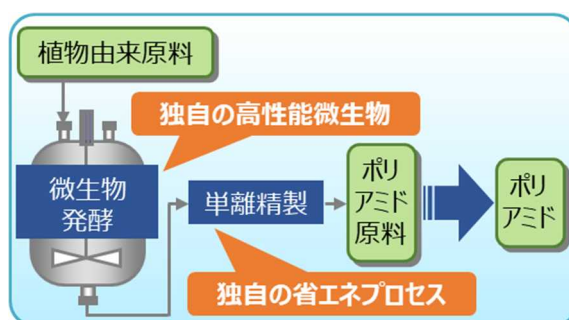 植物由来原料
独自の高性能微生物
微生物
発酵
単離精製
ポリ
アミド
原料
ポリ
アミド
独自の省エネプロセス